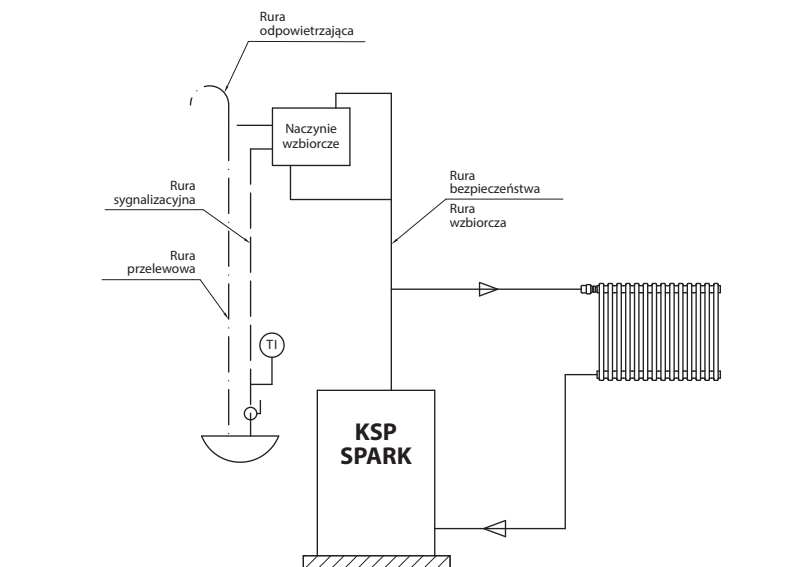 Rura
odpowietrzająca
Naczynie
wzbiorcze
Rura
bezpieczeństwa
Rura
wzbiorcza
Rura
sygnalizacyjna
Rura
przelewowa
TI
KSP
SPARK